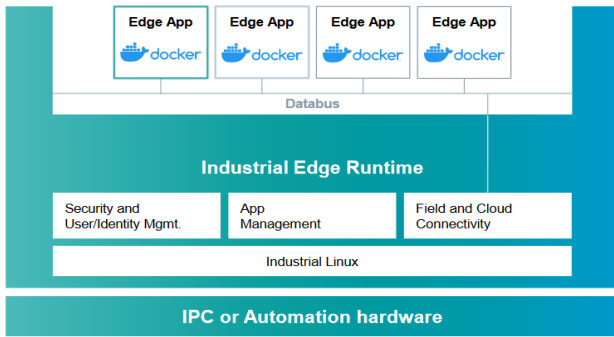 Edge App Edge App Edge App Edge App
docker docker docker docker
Databus
Industrial Edge Runtime
Security and
User/Identity Mgmt.
App
Management
Field and Cloud
Connectivity
Industrial Linux
IPC or Automation hardware